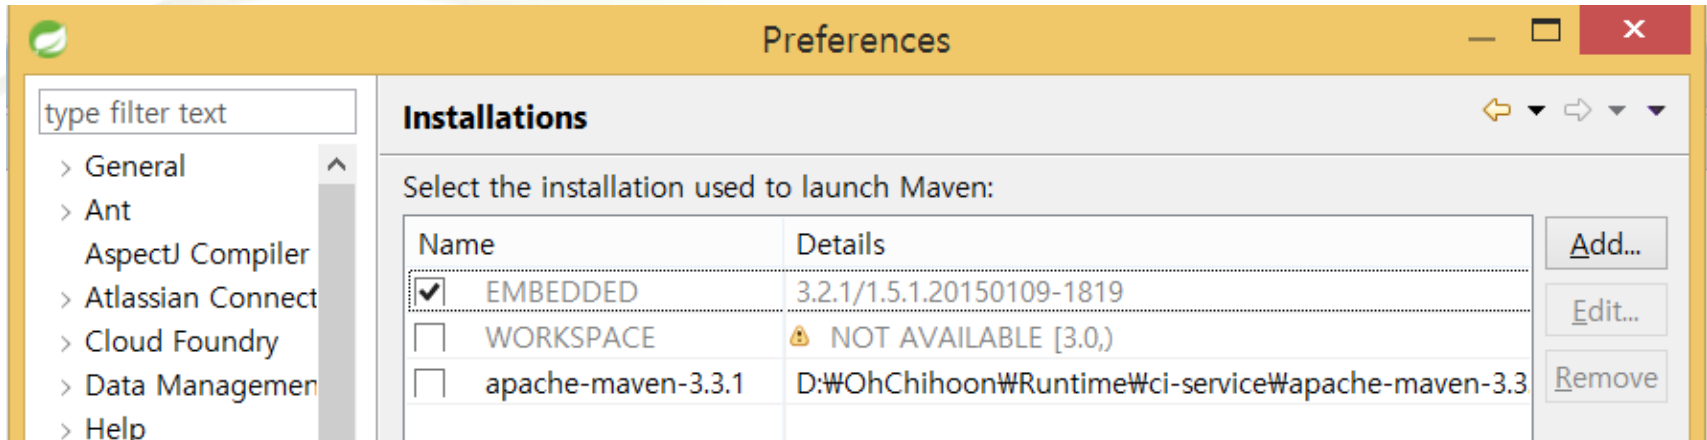 Preferences
type filter text
Installations
General
Ant
AspectJ Compiler
Atlassian Connect
Cloud Foundry
Data Managemen
Help
Select the installation used to launch Maven:
Name Details
EMBEDDED 3.2.1/1.5.1.20150109-1819
WORKSPACE NOT AVAILABLE [3.0,)
apache-maven-3.3.1 D:₩OhChihoon₩Runtime₩ci-service₩apache-maven-3.3.
Add...
Edit...
Remove